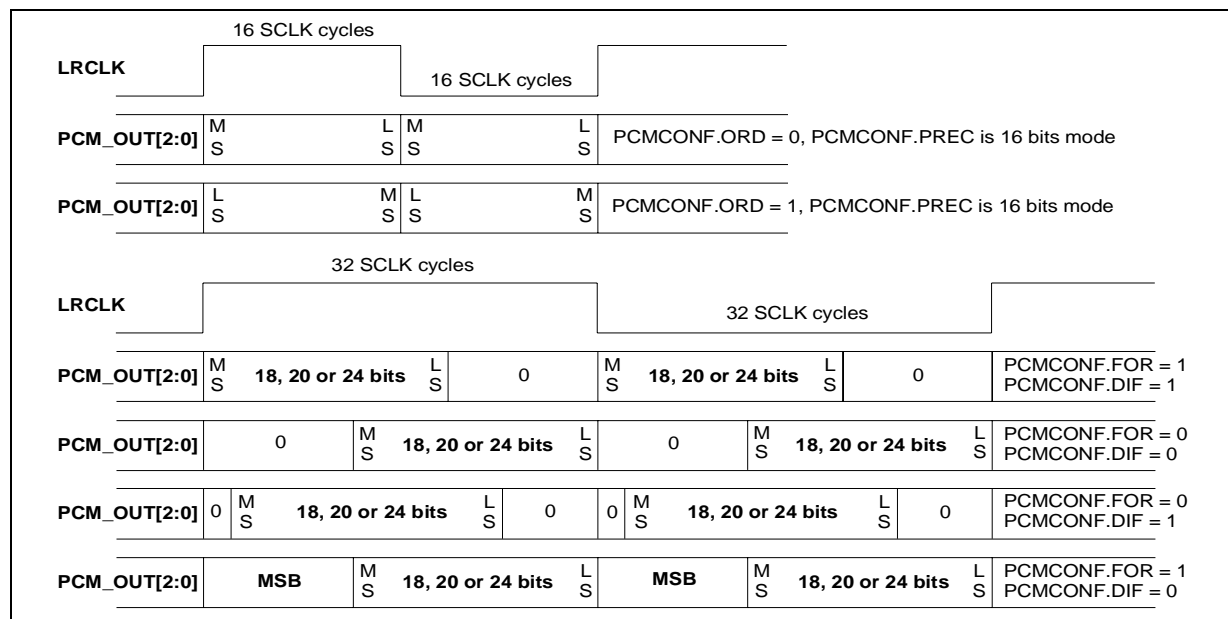 16 SCLK cycles
LRCLK
16 SCLK cycles
PCM_OUT[2:0] M S L S M S L S PCMCONF.ORD = 0, PCMCONF.PREC is 16 bits mode
PCM_OUT[2:0] L S M S L S M S PCMCONF.ORD = 1, PCMCONF.PREC is 16 bits mode
32 SCLK cycles
LRCLK
32 SCLK cycles
PCM_OUT[2:0] M S 18, 20 or 24 bits L S 0 M S 18, 20 or 24 bits L S 0 PCMCONF.FOR = 1
PCMCONF.DIF = 1
PCM_OUT[2:0] 0 M S 18, 20 or 24 bits L S 0 M S 18, 20 or 24 bits L S PCMCONF.FOR = 0
PCMCONF.DIF = 0
PCM_OUT[2:0] 0 M S 18, 20 or 24 bits L S 0 0 M S 18, 20 or 24 bits L S 0 PCMCONF.FOR = 0
PCMCONF.DIF = 1
PCM_OUT[2:0] MSB M S 18, 20 or 24 bits L S MSB M S 18, 20 or 24 bits L S PCMCONF.FOR = 1
PCMCONF.DIF = 0